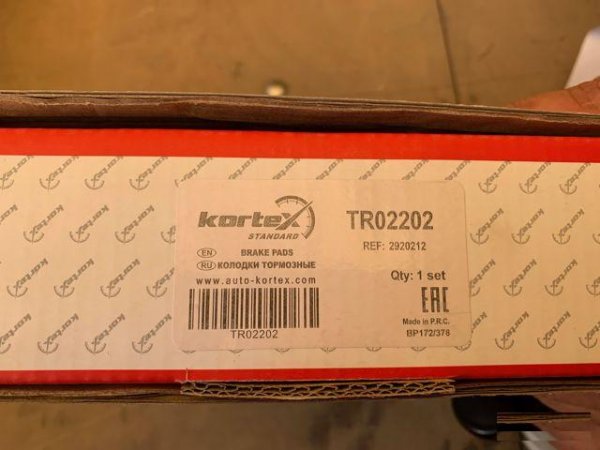 kortex
STANDARD
TR02202
REF: 2920212
EN BRAKE PADS
RU КОЛОДКИ ТОРМОЗНЫЕ
www.auto-kortex.com
Qty: 1 set
EAC
TR02202
Made in P.R.C.
BP172/378